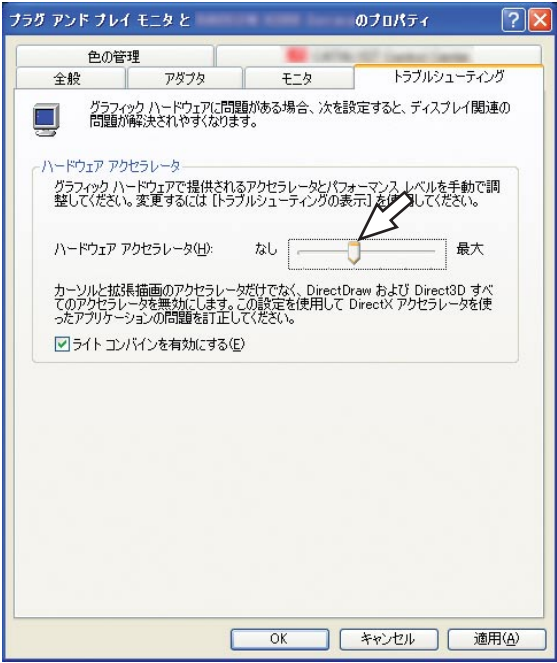 プラグ アンド プレイ モニタ と のプロパティ
色の管理
全般 アダプタ モニタ トラブルシューティング
グラフィック ハードウェアに問題がある場合、次を設定すると、ディスプレイ関連の
問題が解決されやすくなります。
ハードウェア アクセラレータ
グラフィック ハードウェアで提供されるアクセラレータとパフォーマンス レベルを手動で調
整してください。変更するには [トラブルシューティングの表示] を使用してください。
ハードウェア アクセラレータ(H): なし 最大
カーソルと拡張描画のアクセラレータだけでなく、DirectDraw および Direct3D すべ
てのアクセラレータを無効にします。この設定を使用して DirectX アクセラレータを使
ったアプリケーションの問題を訂正してください。
ライト コンバインを有効にする(E)
OK キャンセル 適用(A)